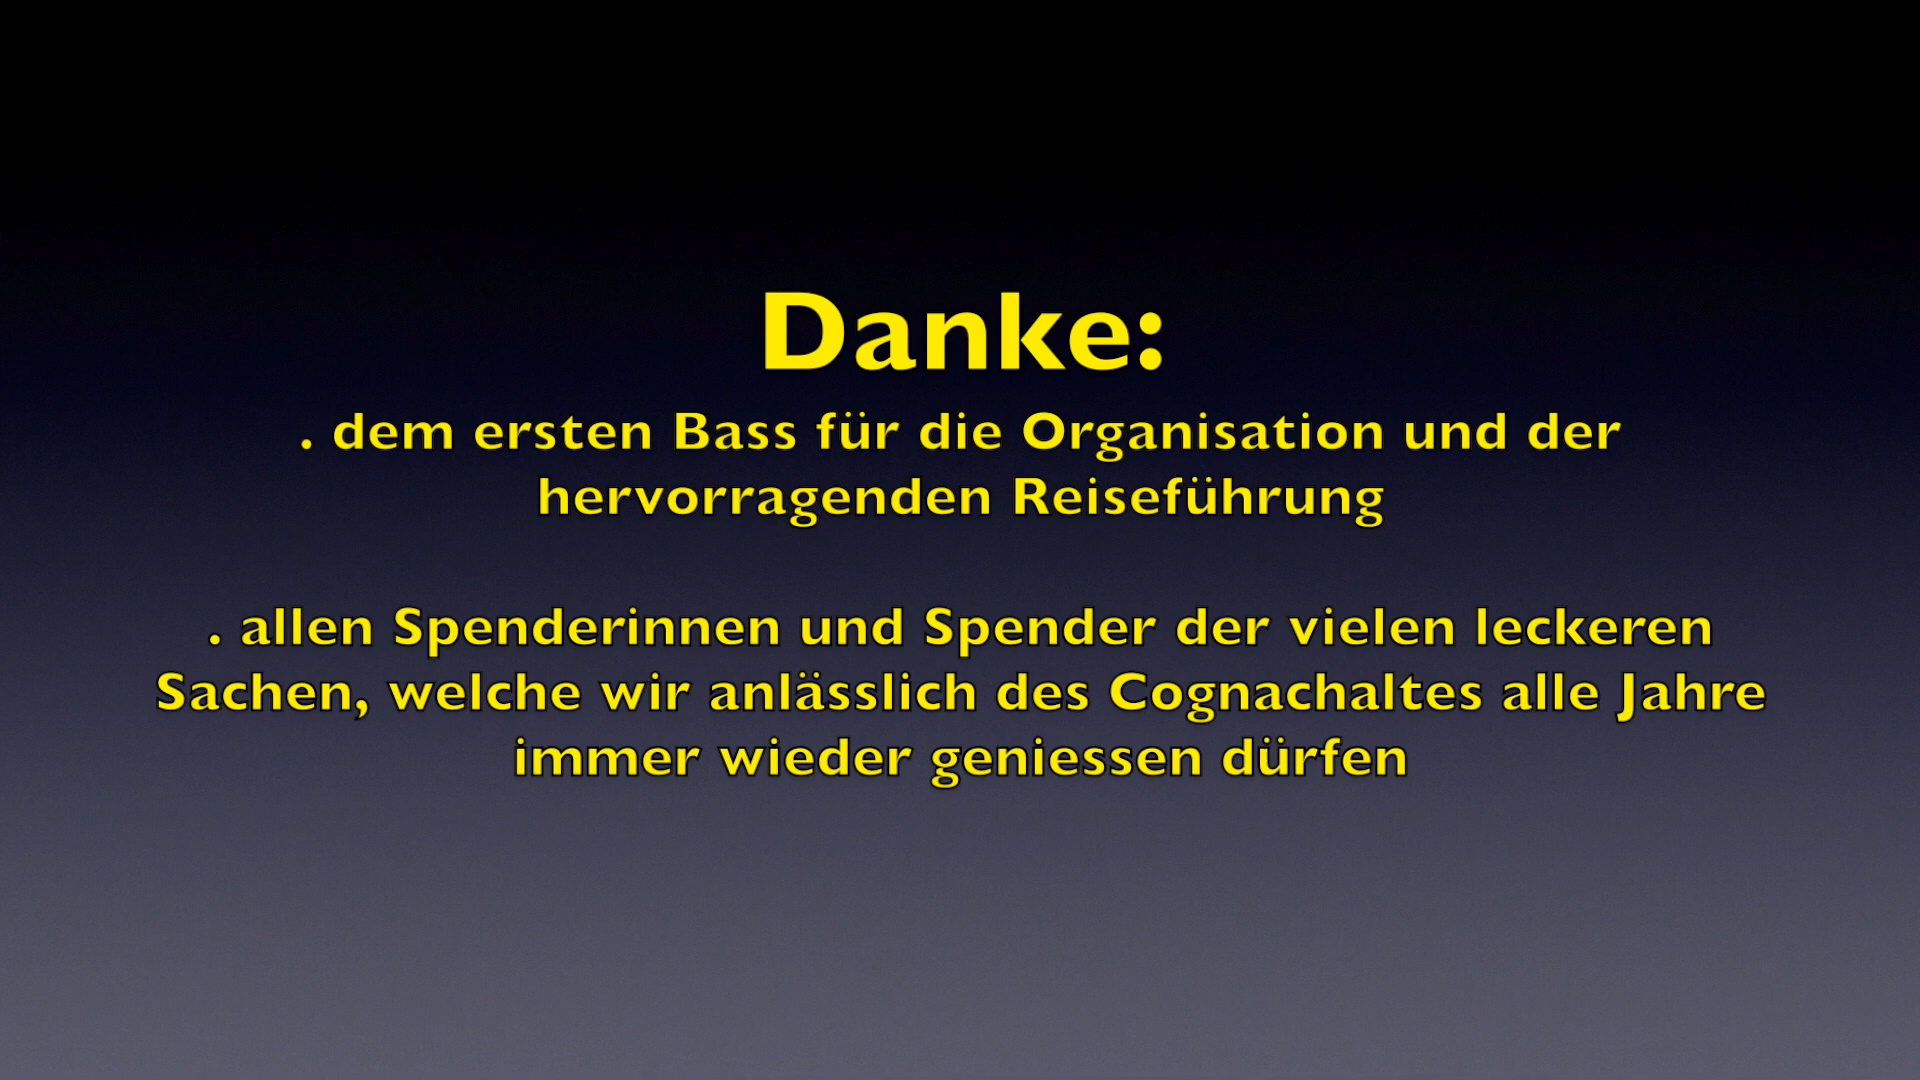 Danke:
. dem ersten Bass für die Organisation und der
hervorragenden Reiseführung
. allen Spenderinnen und Spender der vielen leckeren
Sachen, welche wir anlässlich des Cognachaltes alle Jahre
immer wieder geniessen dürfen